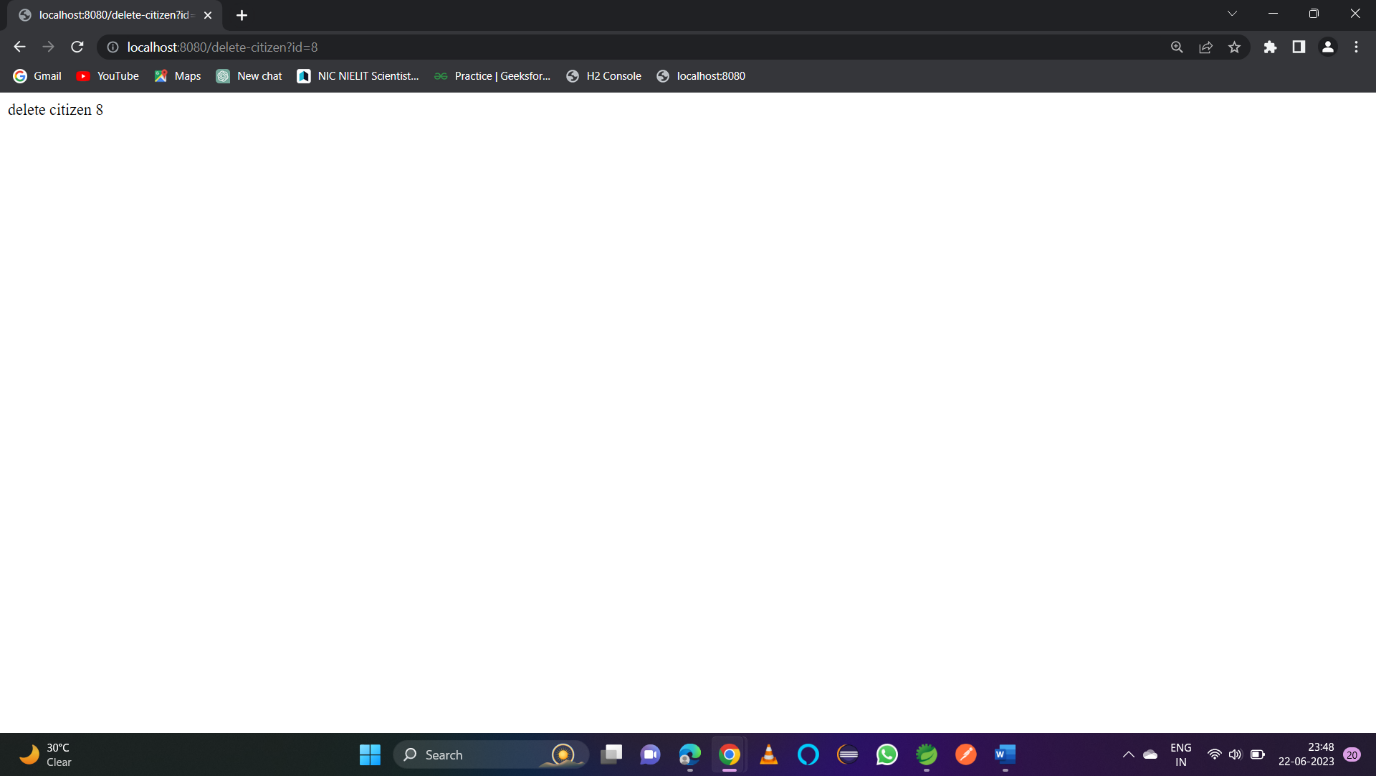 localhost:8080/delete-citizen?id=
localhost:8080/delete-citizen?id=8
Gmail YouTube Maps New chat NIC NIELIT Scientist... Practice | Geeksfor... H2 Console localhost:8080
delete citizen 8
30°C
Clear
Search
ENG
IN
23:48
22-06-2023
20